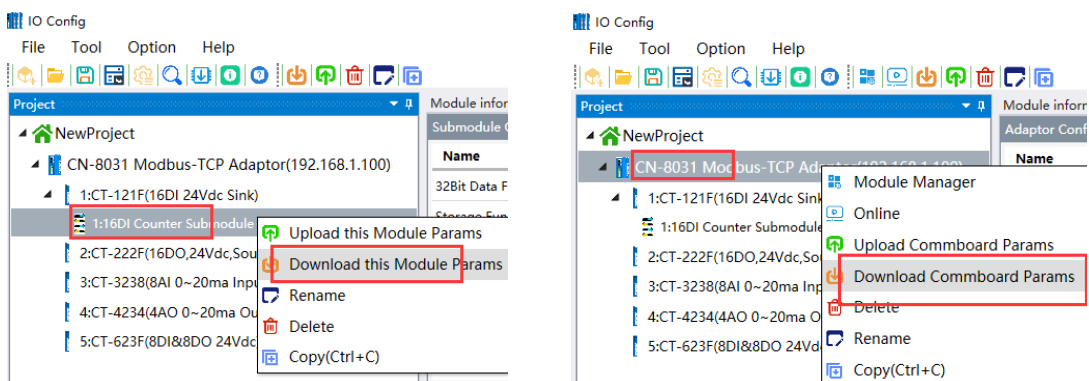 IO Config
File Tool Option Help
Project
Module infor
NewProject
Submodule
CN-8031 Modbus-TCP Adaptor(192.168.1.100)
Name
1:CT-121F(16DI 24Vdc Sink)
32Bit Data F
1:16DI Counter Submodule
Upload this Module Params
2:CT-222F(16DO,24Vdc,Sou
Download this Module Params
3:CT-3238(8AI 0~20ma Inpu
Rename
4:CT-4234(4AO 0~20ma Ou
Delete
5:CT-623F(8DI&8DO 24Vdc
Copy(Ctrl+C)
IO Config
File Tool Option Help
Project
Module inforr
NewProject
Adaptor Conf
CN-8031 Modbus-TCP Adaptor(192.168.1.100)
Name
Module Manager
1:CT-121F(16DI 24Vdc Sink
Online
1:16DI Counter Submodule
Upload Commboard Params
2:CT-222F(16DO,24Vdc,Sou
Download Commboard Params
3:CT-3238(8AI 0~20ma Inp
Delete
4:CT-4234(4AO 0~20ma O
Rename
5:CT-623F(8DI&8DO 24Vd
Copy(Ctrl+C)